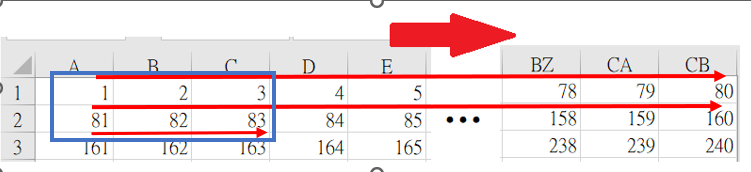 A B C D E BZ CA CB
1 1 2 3 4 5 78 79 80
2 81 82 83 84 85 ••• 158 159 160
3 161 162 163 164 165 238 239 240